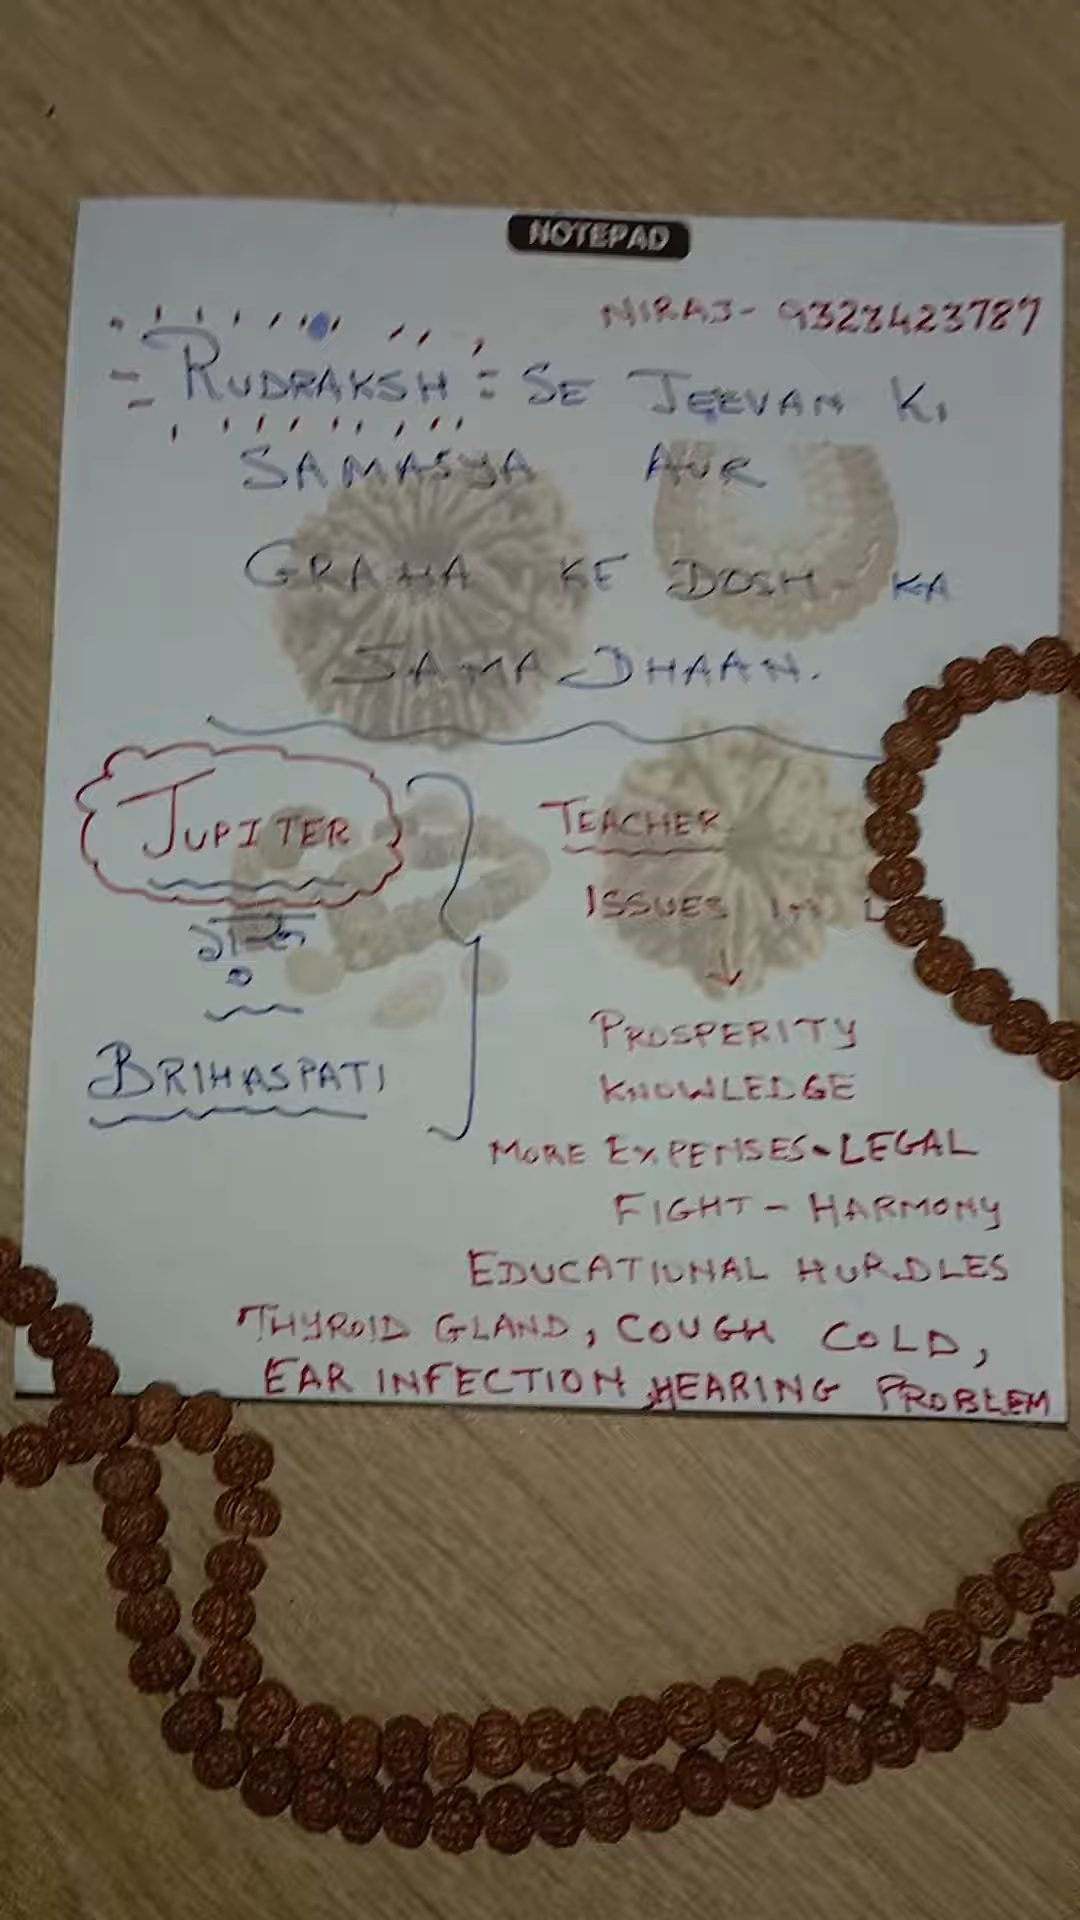 NOTEPAD
NIRAJ- 9323423787
RUDRAKSH: SE JEEVAN KI
SAMASYA AUR
GRAHA KE DOSH KA
SAMADHAAN.
JUPITER
TEACHER
ISSUES IN
गुरु
BRIHASPATI
PROSPERITY
KNOWLEDGE
MORE EXPENSES-LEGAL
FIGHT - HARMONY
EDUCATIONAL HURDLES
THYROID GLAND, COUGH COLD,
EAR INFECTION, HEARING PROBLEM